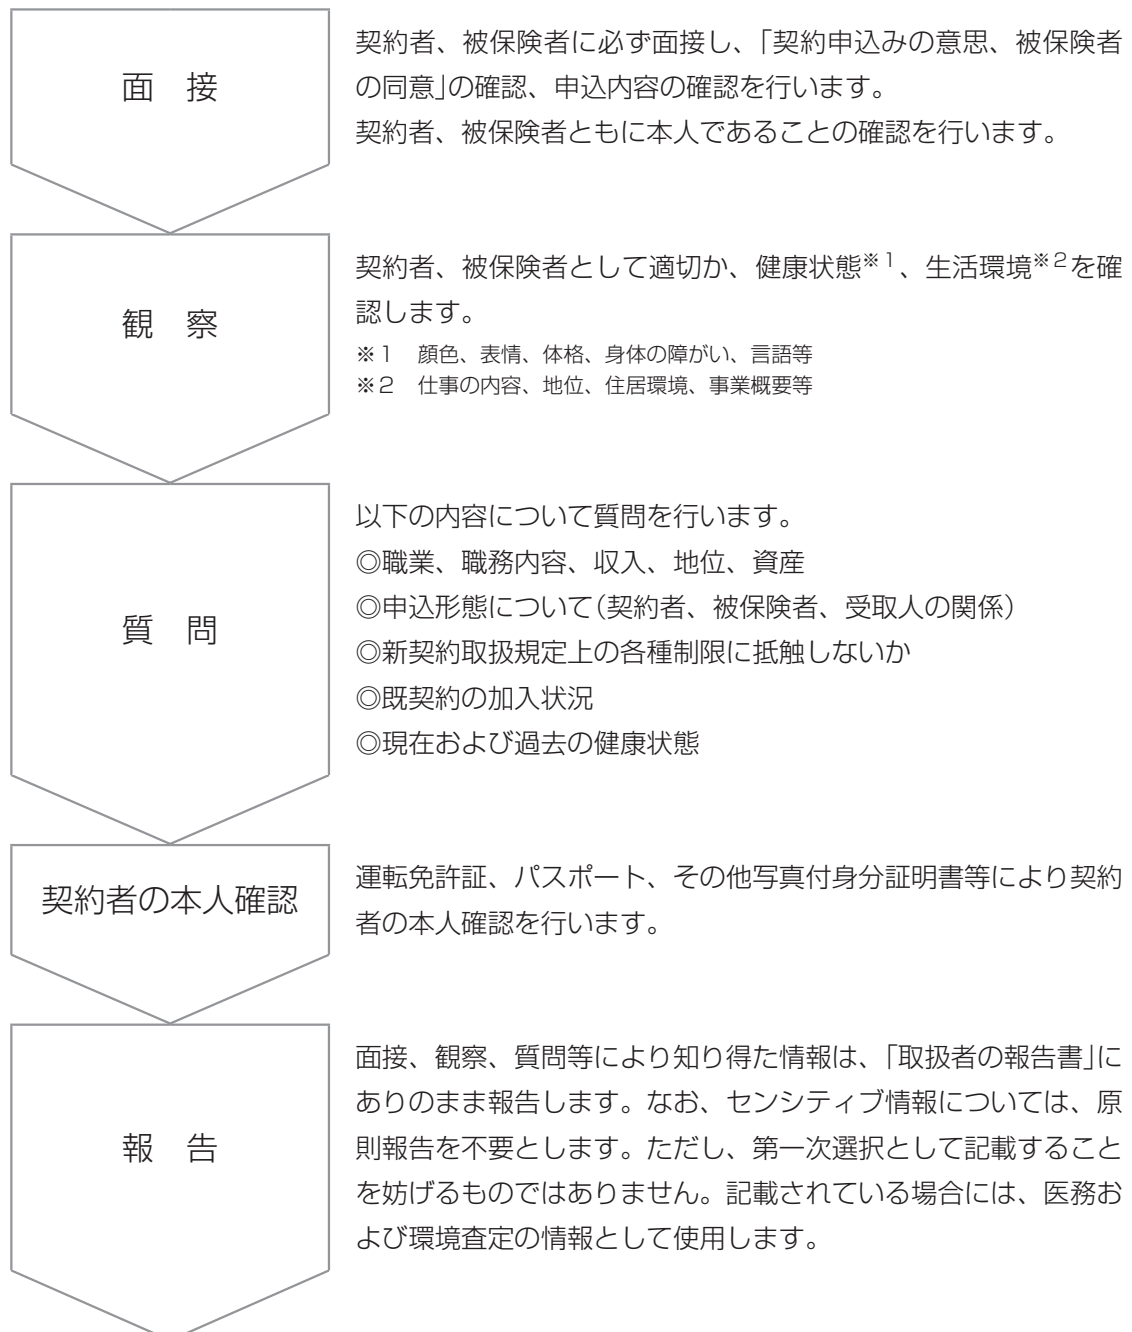 面　接
契約者、被保険者に必ず面接し、｢契約申込みの意思、被保険者
の同意｣の確認、申込内容の確認を行います。
契約者、被保険者ともに本人であることの確認を行います。
観　察
契約者、被保険者として適切か、健康状態※1、生活環境※2を確
認します。
※１　顔色、表情、体格、身体の障がい、言語等
※２　仕事の内容、地位、住居環境、事業概要等
質　問
以下の内容について質問を行います。
◎職業、職務内容、収入、地位、資産
◎申込形態について（契約者、被保険者、受取人の関係）
◎新契約取扱規定上の各種制限に抵触しないか
◎既契約の加入状況
◎現在および過去の健康状態
契約者の本人確認
運転免許証、パスポート、その他写真付身分証明書等により契約
者の本人確認を行います。
報　告
面接、観察、質問等により知り得た情報は、｢取扱者の報告書｣に
ありのまま報告します。なお、センシティブ情報については、原
則報告を不要とします。ただし、第一次選択として記載すること
を妨げるものではありません。記載されている場合には、医務お
よび環境査定の情報として使用します。